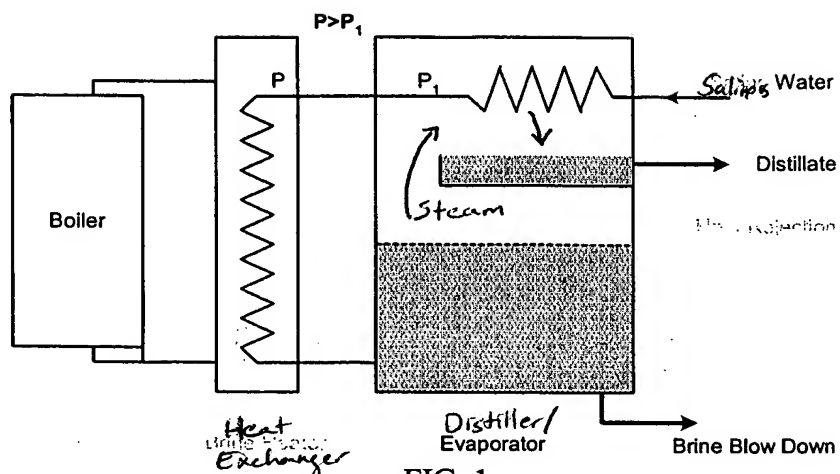 P>P₁
P
P₁
Water
Distillate
Boiler
Steam
Heat
Exchanger
Distiller/
Evaporator
Brine Blow Down
FIG. 1